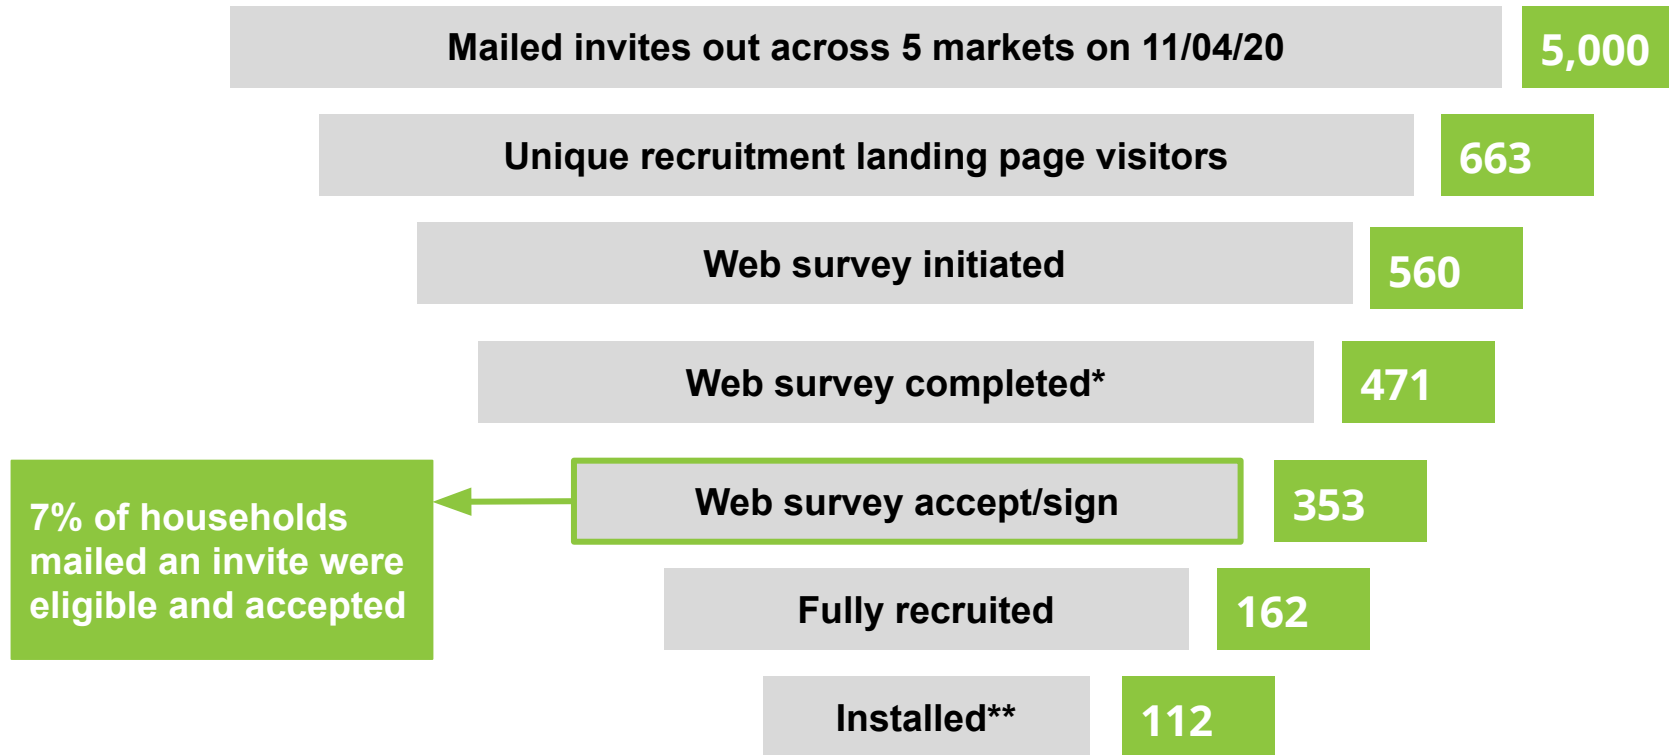 Mailed invites out across 5 markets on 11/04/20
5,000
Unique recruitment landing page visitors
663
Web survey initiated
560
Web survey completed*
471
7% of households
mailed an invite were
eligible and accepted
Web survey accept/sign
353
Fully recruited
162
Installed**
112